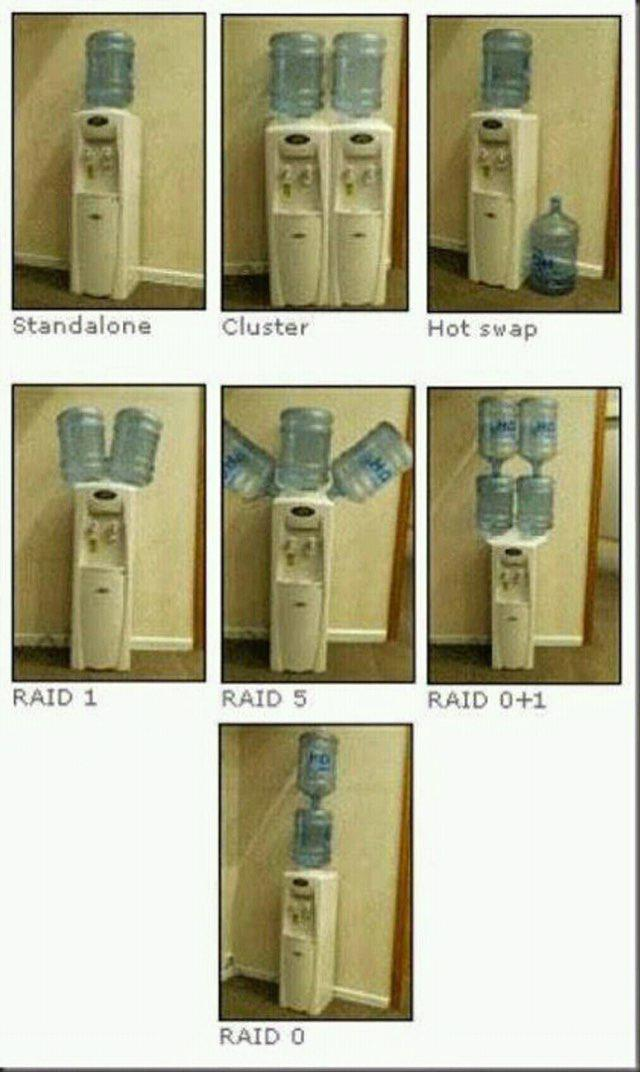 Standalone
Cluster
Hot swap
RAID 1
RAID 5
RAID 0+1
RAID 0